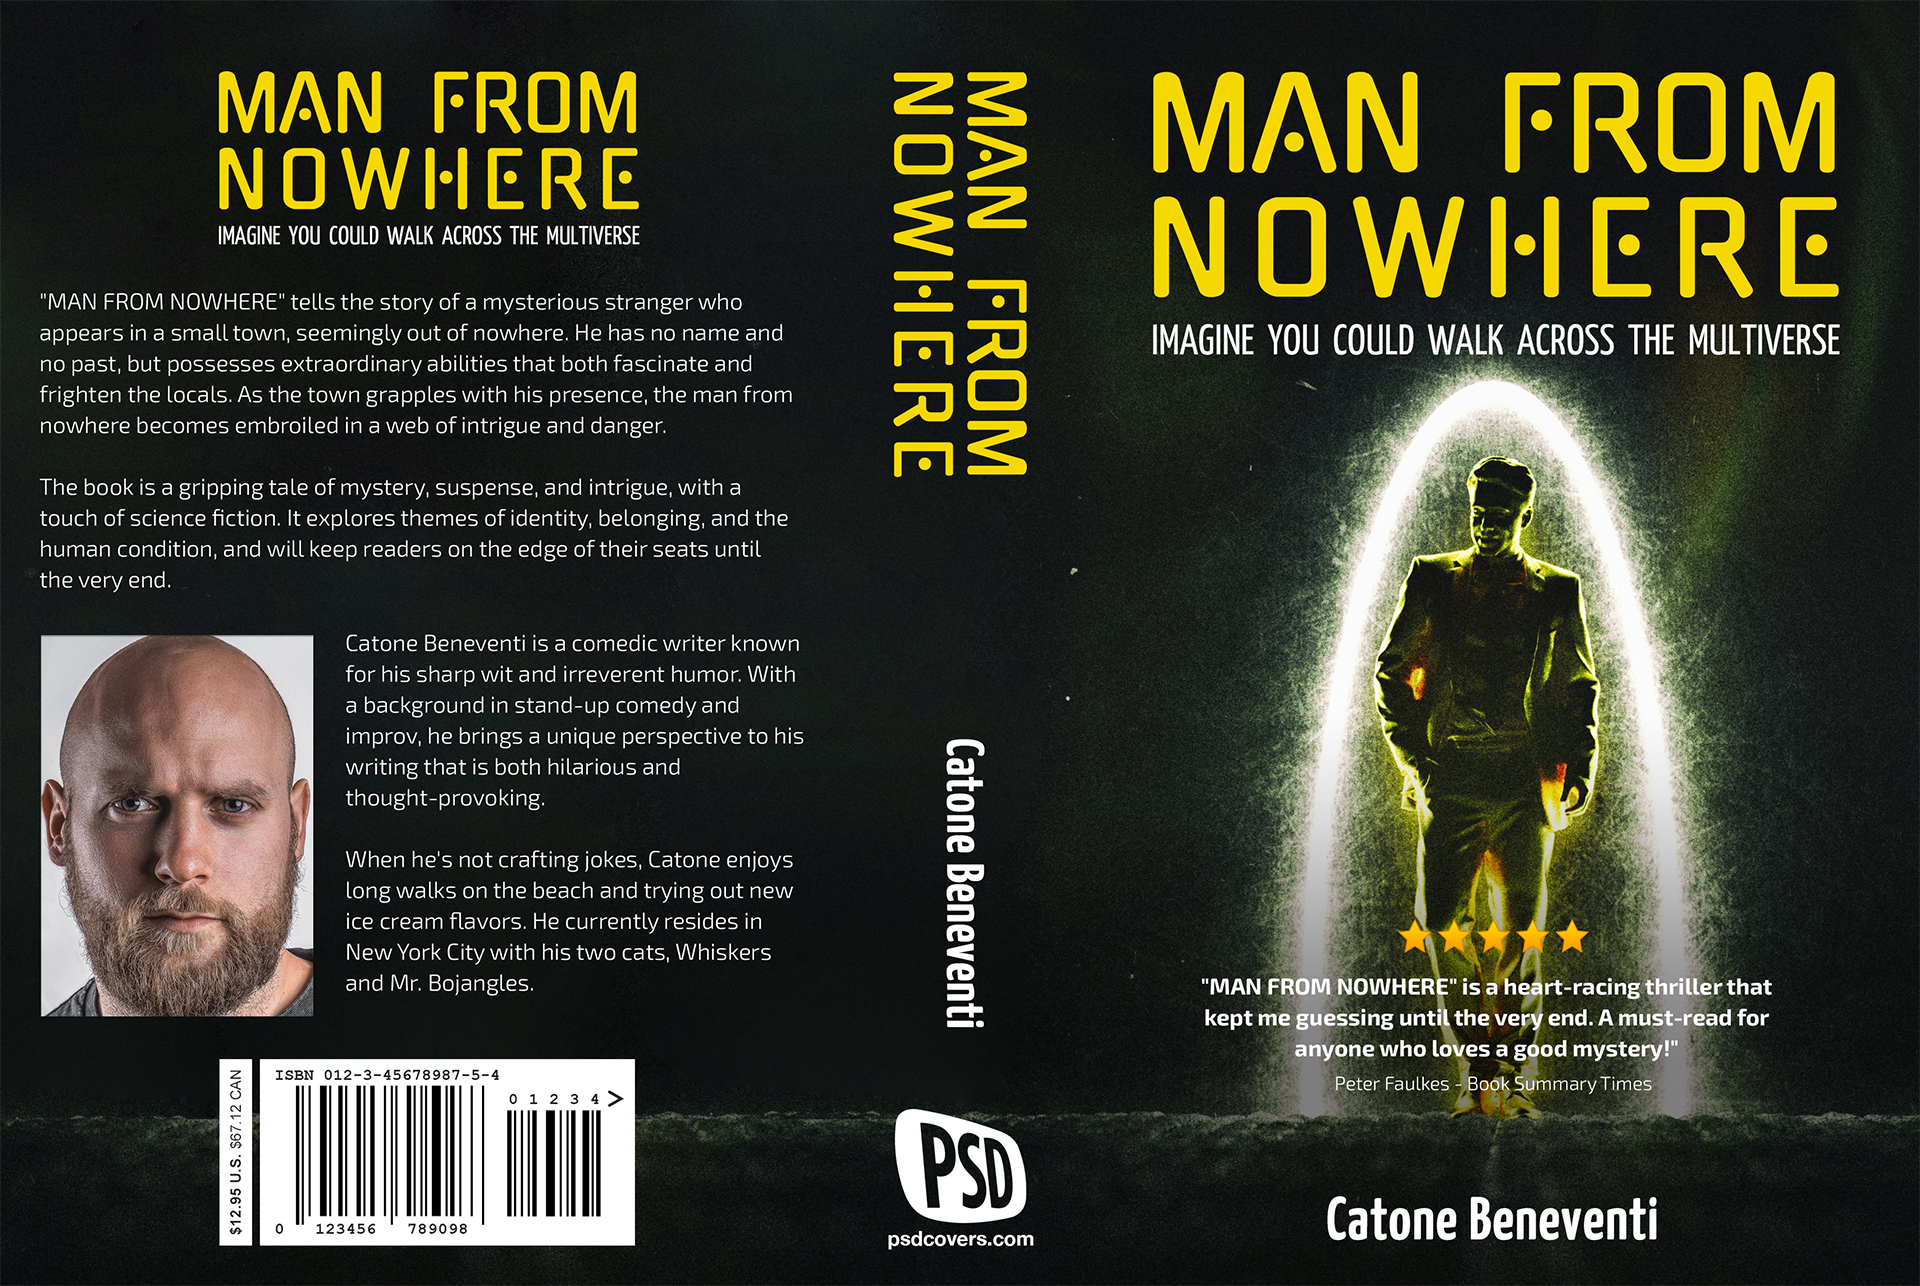 MAN FROM
NOWHERE
IMAGINE YOU COULD WALK ACROSS THE MULTIVERSE
"MAN FROM NOWHERE" tells the story of a mysterious stranger who
appears in a small town, seemingly out of nowhere. He has no name and
no past, but possesses extraordinary abilities that both fascinate and
frighten the locals. As the town grapples with his presence, the man from
nowhere becomes embroiled in a web of intrigue and danger.
The book is a gripping tale of mystery, suspense, and intrigue, with a
touch of science fiction. It explores themes of identity, belonging, and the
human condition, and will keep readers on the edge of their seats until
the very end.
Catone Beneventi is a comedic writer known
for his sharp wit and irreverent humor. With
a background in stand-up comedy and
improv, he brings a unique perspective to his
writing that is both hilarious and
thought-provoking.
When he's not crafting jokes, Catone enjoys
long walks on the beach and trying out new
ice cream flavors. He currently resides in
New York City with his two cats, Whiskers
and Mr. Bojangles.
$12.95 U.S. $67.12 CAN
ISBN 012-3-45678987-5-4
0 1 2 3 4 >
0 123456 789098
MAN FROM
NOWHERE
Catone Beneventi
PSD
psdcovers.com
MAN FROM
NOWHERE
IMAGINE YOU COULD WALK ACROSS THE MULTIVERSE
"MAN FROM NOWHERE" is a heart-racing thriller that
kept me guessing until the very end. A must-read for
anyone who loves a good mystery!"
Peter Faulkes - Book Summary Times
Catone Beneventi